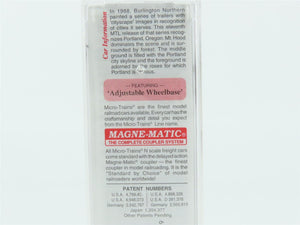 Car Information
In 1988, Burlington Northern
painted a series of trailers with
cityscape images in recognition
of cities it serves. This eleventh
MTL release of that series recog-
nizes Portland, Oregon. Mt. Hood
dominates the scene and is sur-
rounded by forest. The middle
ground is filled with the Portland
city skyline and the foreground is
adorned by the roses for which
Portland is
— FEATURING —
'Adjustable Wheelbase'
Micro-Trains® are the finest model
railroad cars available. Every car has the
craftsmanship and detail you expect
from the Micro-Trains® Line name.
MAGNE-MATIC®
THE COMPLETE COUPLER SYSTEM
All Micro-Trains® N scale freight cars
come standard with the delayed action
Magne-Matic® coupler — the finest
coupler in model railroading. It is the
"Standard by Choice" of model
railroaders worldwide!
PATENT NUMBERS
Other Patents Pending